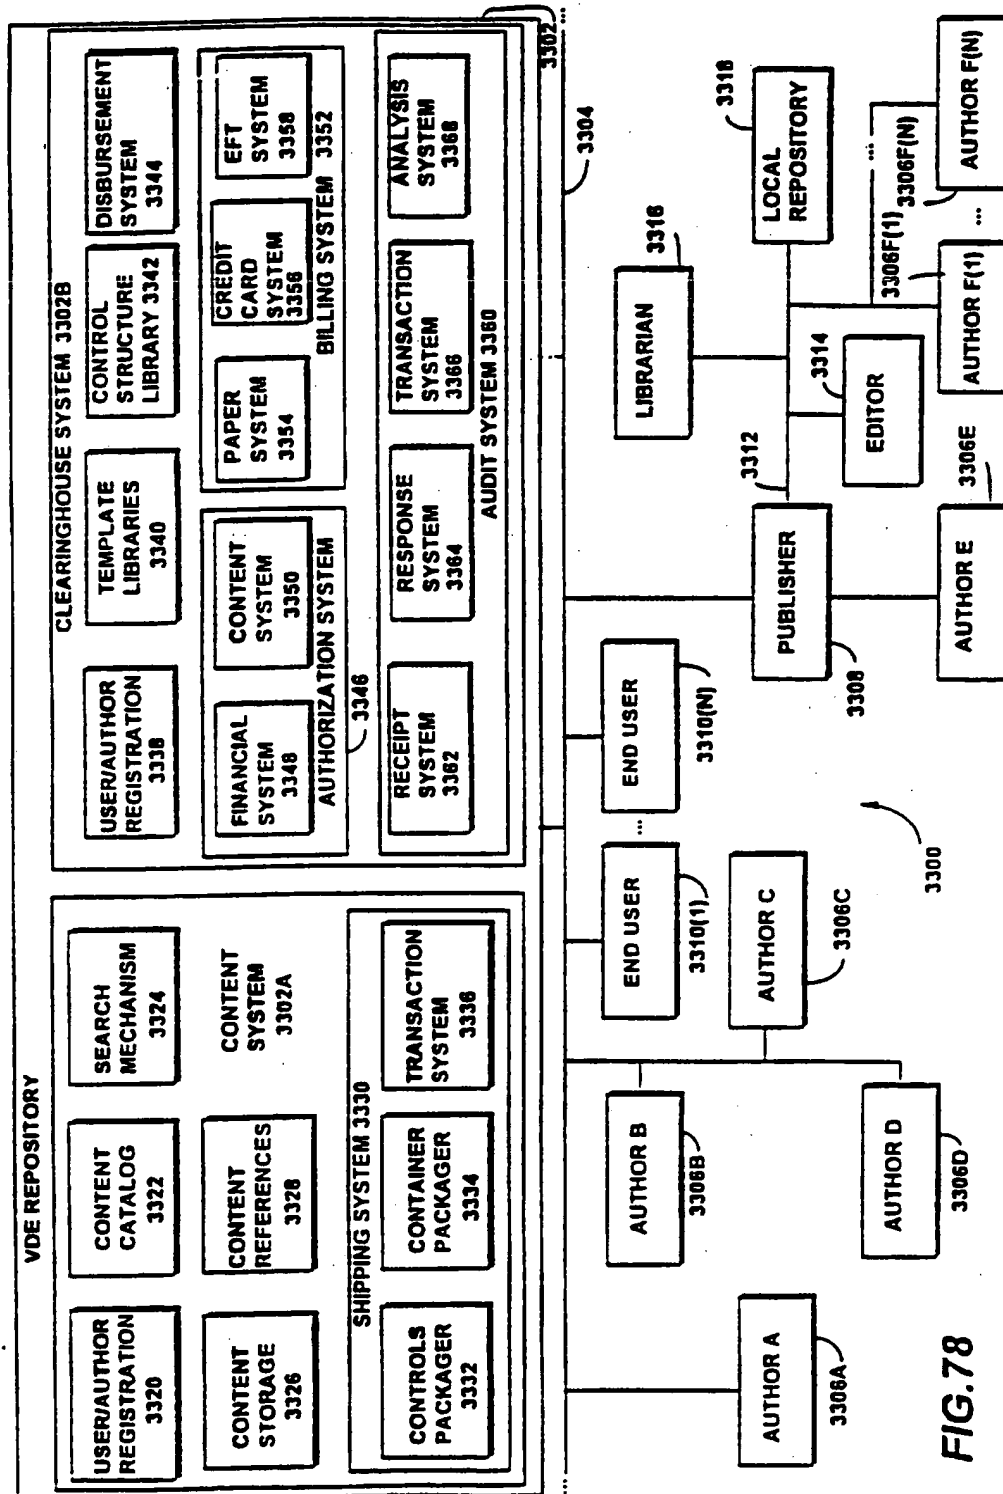 VDE REPOSITORY
USER/AUTHOR
REGISTRATION
3320
CONTENT
CATALOG
3322
SEARCH
MECHANISM
3324
CONTENT
STORAGE
3326
CONTENT
REFERENCES
3328
CONTENT
SYSTEM
3302A
SHIPPING SYSTEM 3330
CONTROLS
PACKAGER
3332
CONTAINER
PACKAGER
3334
TRANSACTION
SYSTEM
3336
CLEARINGHOUSE SYSTEM 3302B
USER/AUTHOR
REGISTRATION
3338
TEMPLATE
LIBRARIES
3340
CONTROL
STRUCTURE
LIBRARY 3342
DISBURSEMENT
SYSTEM
3344
FINANCIAL
SYSTEM
3348
CONTENT
SYSTEM
3350
AUTHORIZATION SYSTEM
3346
PAPER
SYSTEM
3354
CREDIT
CARD
SYSTEM
3356
EFT
SYSTEM
3358
BILLING SYSTEM 3352
RECEIPT
SYSTEM
3362
RESPONSE
SYSTEM
3364
TRANSACTION
SYSTEM
3366
ANALYSIS
SYSTEM
3368
AUDIT SYSTEM 3360
3302
...
...
3304
AUTHOR A
3306A
AUTHOR B
3306B
AUTHOR C
3306C
AUTHOR D
3306D
END USER
3310(1)
...
END USER
3310(N)
3300
PUBLISHER
3308
3312
LIBRARIAN
3316
LOCAL
REPOSITORY
3318
EDITOR
3314
AUTHOR E
3306E
AUTHOR F(1)
3306F(1)
...
...
AUTHOR F(N)
3306F(N)
FIG.78